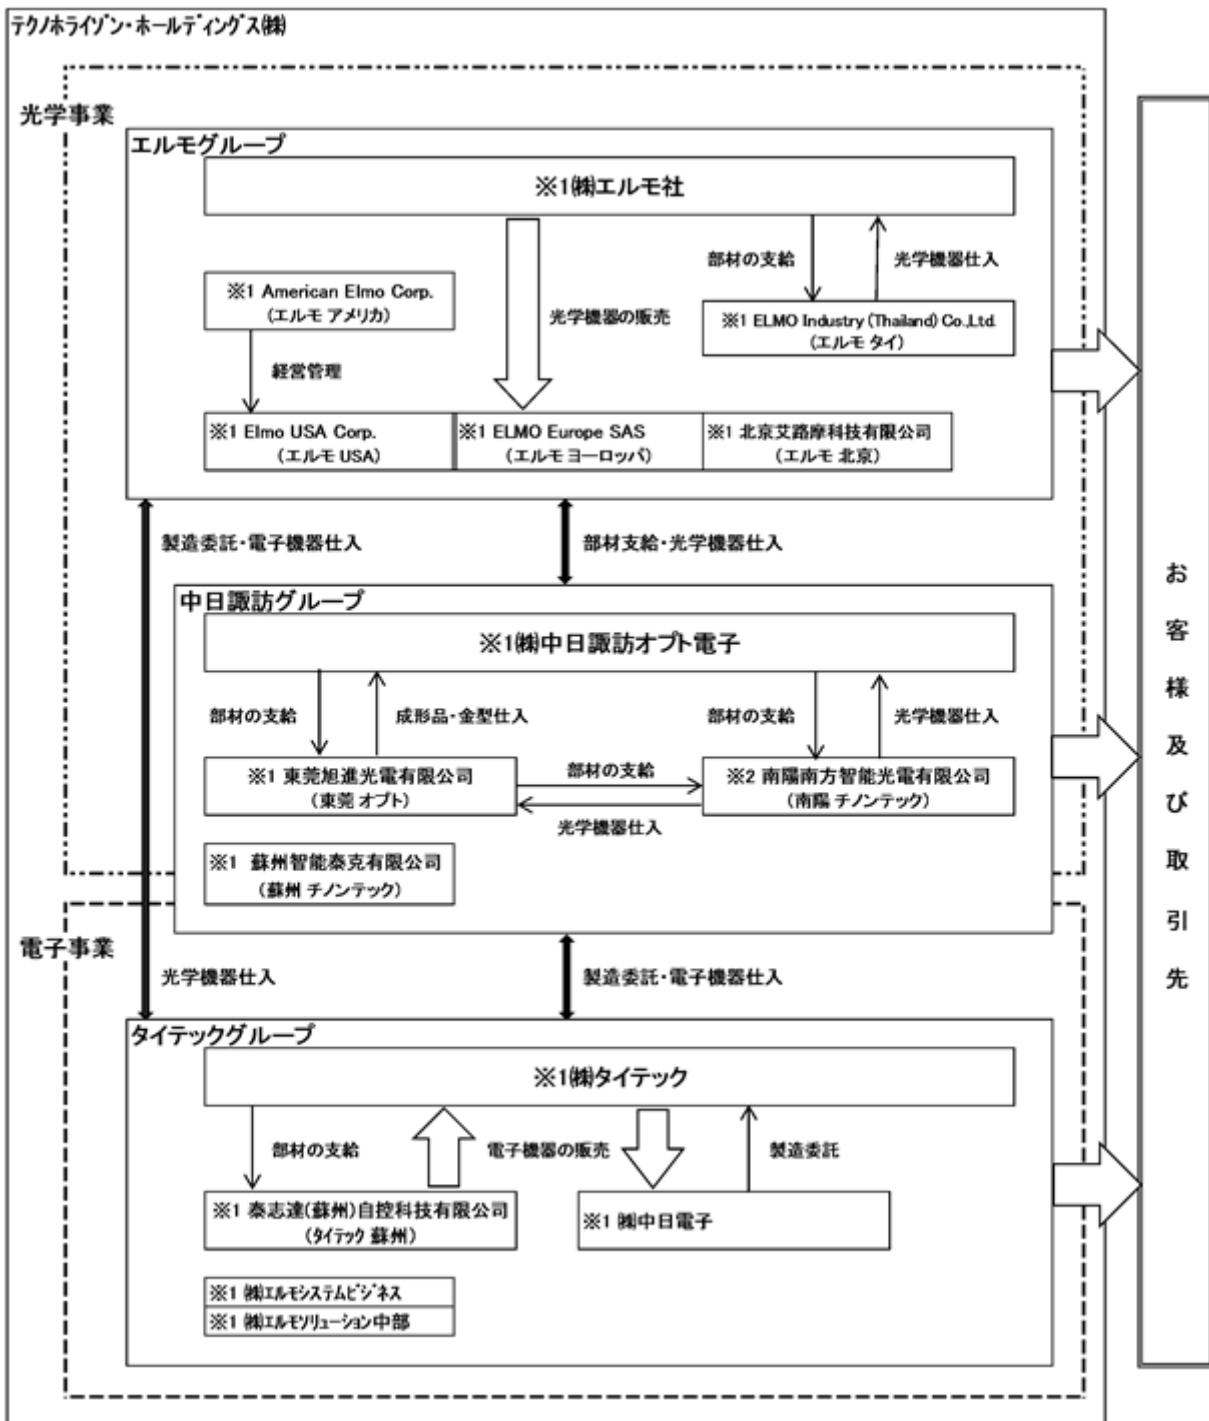 テクノホライゾン・ホールディングス㈱
光学事業
エルモグループ
※1㈱エルモ社
部材の支給
光学機器仕入
※1 American Elmo Corp.
(エルモ アメリカ)
光学機器の販売
※1 ELMO Industry (Thailand) Co.,Ltd.
(エルモ タイ)
経営管理
※1 Elmo USA Corp.
(エルモ USA)
※1 ELMO Europe SAS
(エルモ ヨーロッパ)
※1 北京艾路摩科技有限公司
(エルモ 北京)
製造委託・電子機器仕入
部材支給・光学機器仕入
中日諏訪グループ
※1㈱中日諏訪オプト電子
部材の支給
成形品・金型仕入
部材の支給
光学機器仕入
※1 東莞旭進光電有限公司
(東莞 オプト)
部材の支給
光学機器仕入
※2 南陽南方智能光電有限公司
(南陽 チノンテック)
※1 蘇州智能泰克有限公司
(蘇州 チノンテック)
電子事業
光学機器仕入
製造委託・電子機器仕入
タイテックグループ
※1㈱タイテック
部材の支給
電子機器の販売
製造委託
※1 泰志達(蘇州)自控科技有限公司
(タイテック 蘇州)
※1 ㈱中日電子
※1 ㈱エルモシステムビジネス
※1 ㈱エルモソリューション中部
お客様及び取引先